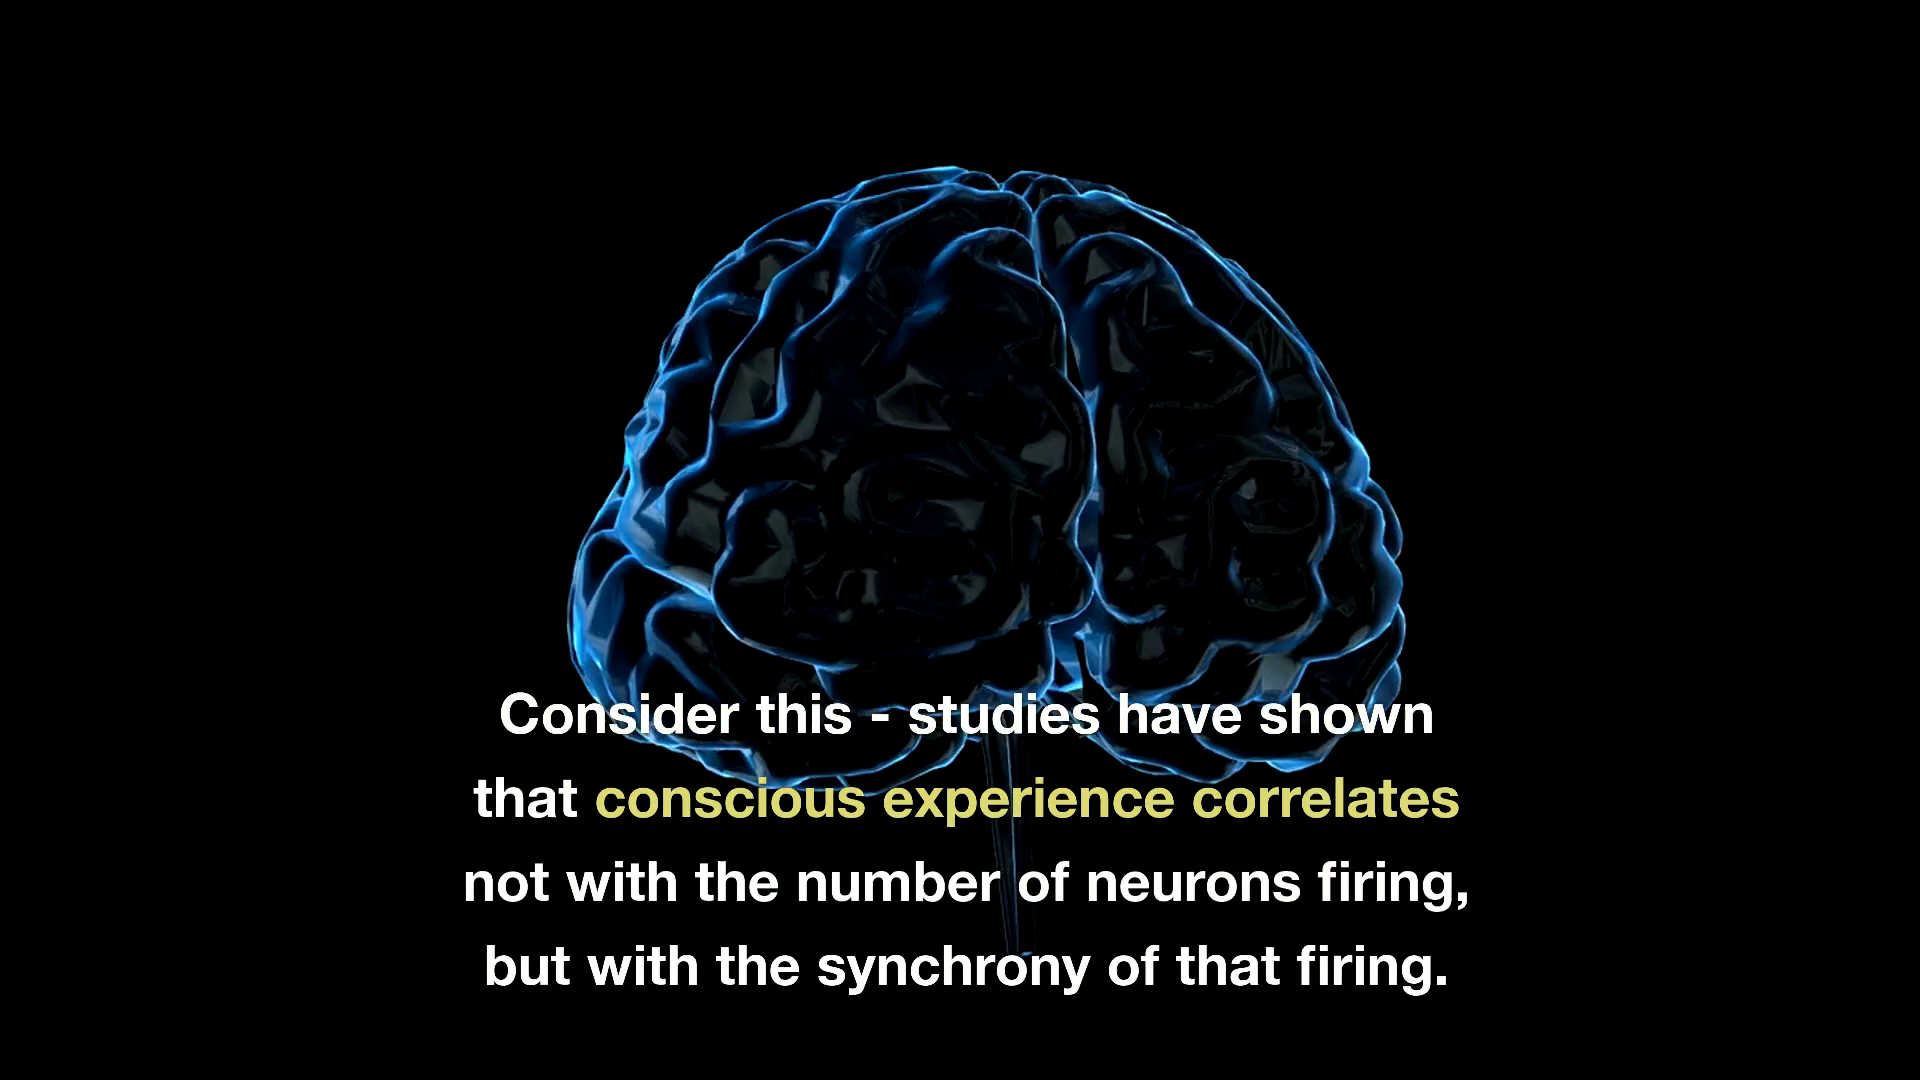 Consider this - studies have shown
that conscious experience correlates
not with the number of neurons firing,
but with the synchrony of that firing.